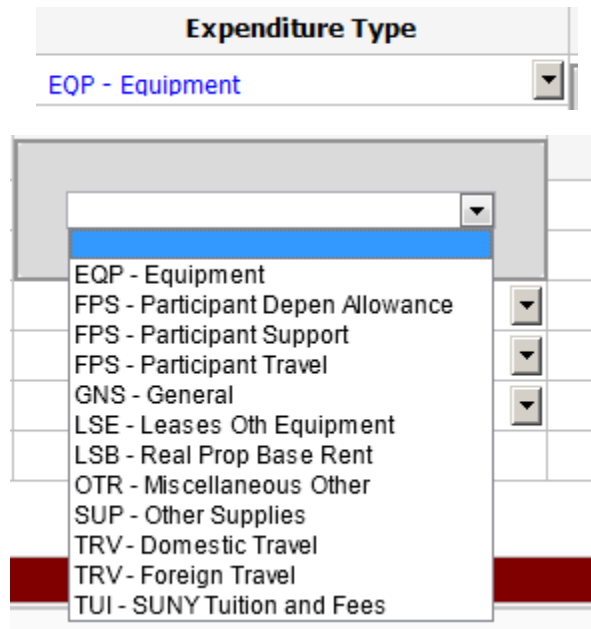 Expenditure Type
EQP - Equipment
EQP - Equipment
FPS - Participant Depen Allowance
FPS - Participant Support
FPS - Participant Travel
GNS - General
LSE - Leases Oth Equipment
LSB - Real Prop Base Rent
OTR - Miscellaneous Other
SUP - Other Supplies
TRV - Domestic Travel
TRV - Foreign Travel
TUI - SUNY Tuition and Fees